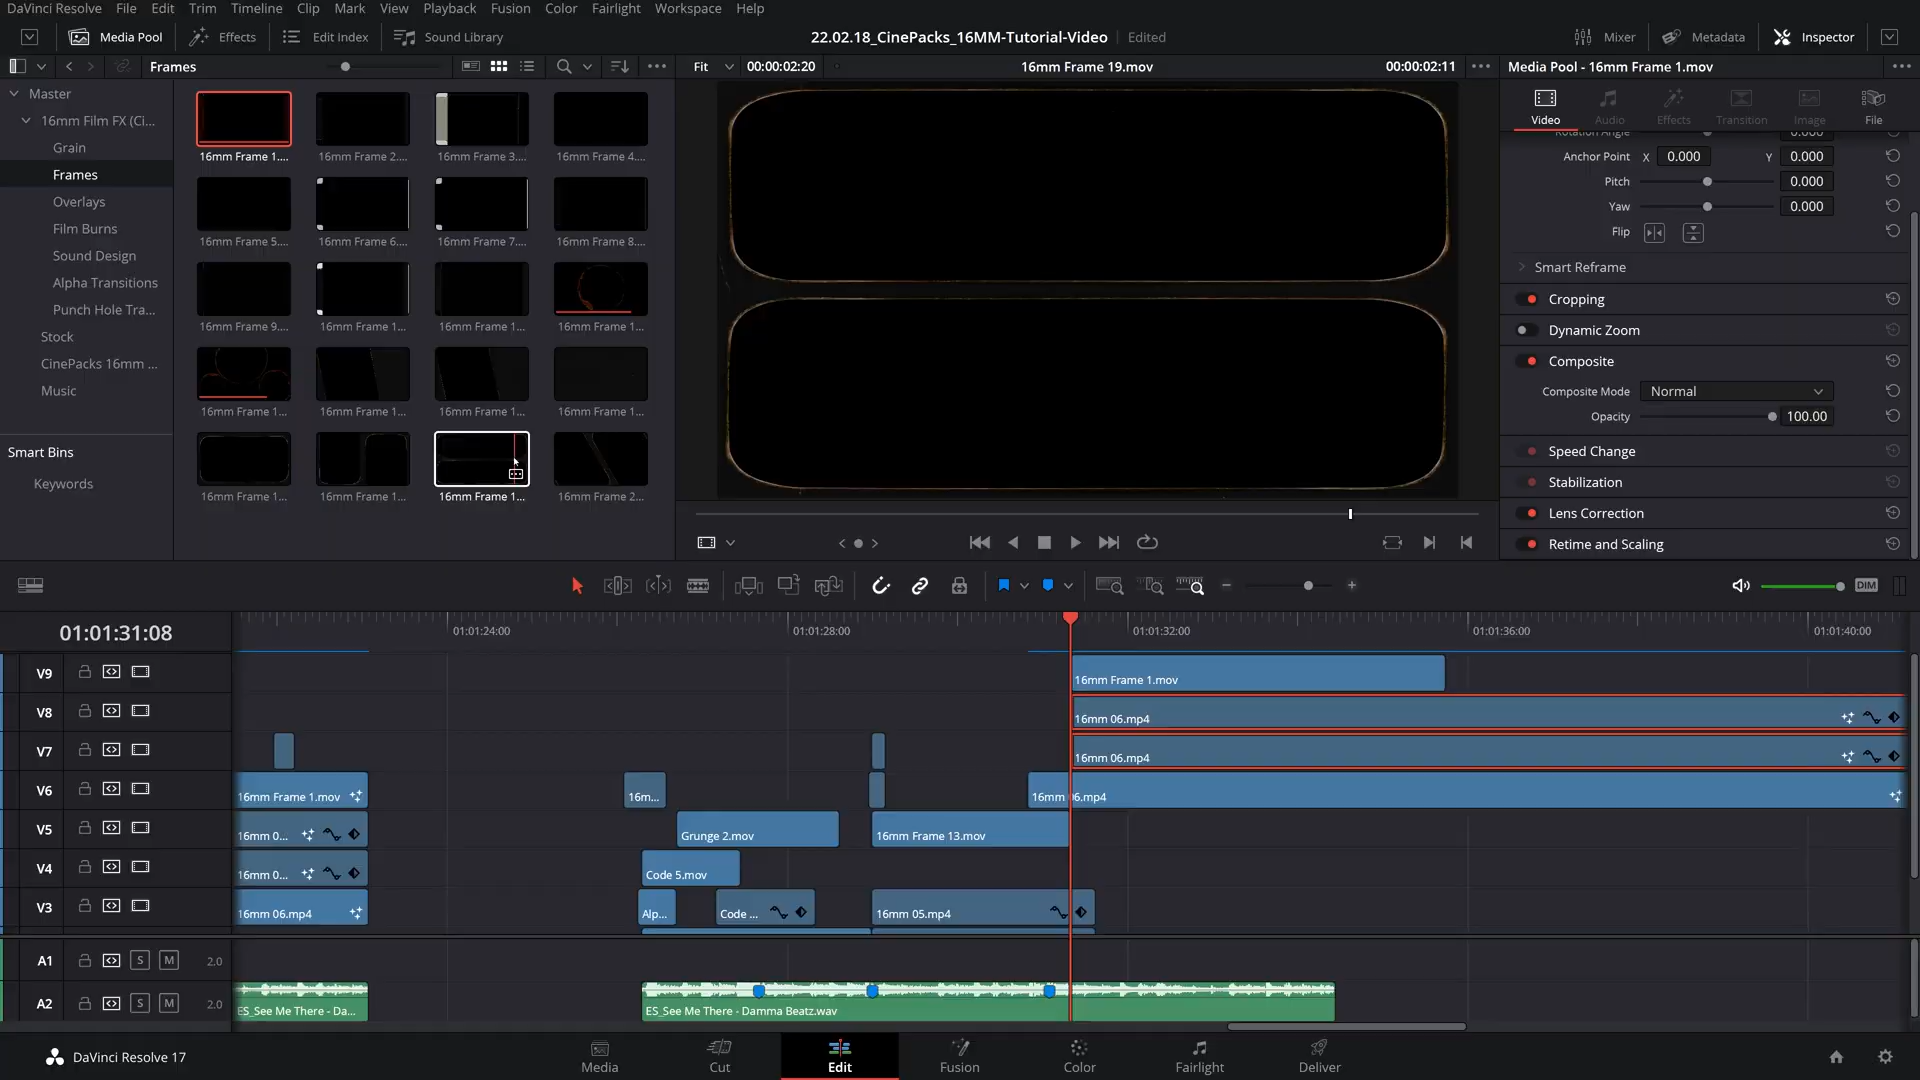 DaVinci Resolve File Edit Trim Timeline Clip Mark View Playback Fusion Color Fairlight Workspace Help
Media Pool Effects Edit Index Sound Library 22.02.18_CinePacks_16MM-Tutorial-Video Edited Mixer Metadata Inspector
Frames Fit 00:00:02:20 16mm Frame 19.mov 00:00:02:11 Media Pool - 16mm Frame 1.mov
Master
16mm Film FX (Ci...
Grain
Frames
Overlays
Film Burns
Sound Design
Alpha Transitions
Punch Hole Tra...
Stock
CinePacks 16mm ...
Music
Smart Bins
Keywords
16mm Frame 1.... 16mm Frame 2.... 16mm Frame 3.... 16mm Frame 4....
16mm Frame 5.... 16mm Frame 6.... 16mm Frame 7.... 16mm Frame 8....
16mm Frame 9.... 16mm Frame 1... 16mm Frame 1... 16mm Frame 1...
16mm Frame 1... 16mm Frame 1... 16mm Frame 1... 16mm Frame 1...
16mm Frame 1... 16mm Frame 1... 16mm Frame 1... 16mm Frame 2...
Video Audio Effects Transition Image File
Rotation Angle 0.000
Anchor Point X 0.000 Y 0.000
Pitch 0.000
Yaw 0.000
Flip
Smart Reframe
Cropping
Dynamic Zoom
Composite
Composite Mode Normal
Opacity 100.00
Speed Change
Stabilization
Lens Correction
Retime and Scaling
DIM
01:01:31:08 01:01:24:00 01:01:28:00 01:01:32:00 01:01:36:00 01:01:40:00
V9 16mm Frame 1.mov
V8 16mm 06.mp4
V7 16mm 06.mp4
V6 16mm Frame 1.mov 16m... 16mm 06.mp4
V5 16mm 0... Grunge 2.mov 16mm Frame 13.mov
V4 16mm 0... Code 5.mov
V3 16mm 06.mp4 Alp... Code ... 16mm 05.mp4
A1 S M 2.0
A2 S M 2.0
ES_See Me There - Da... ES_See Me There - Damma Beatz.wav
DaVinci Resolve 17 Media Cut Edit Fusion Color Fairlight Deliver